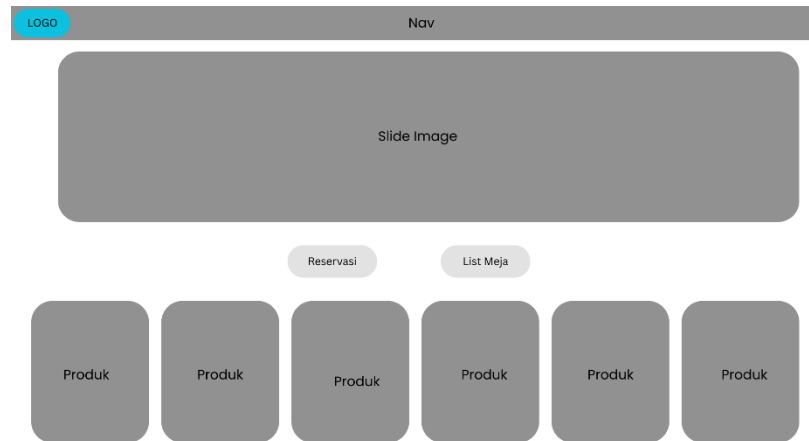 LOGO
Nav
Slide Image
Reservasi
List Meja
Produk
Produk
Produk
Produk
Produk
Produk